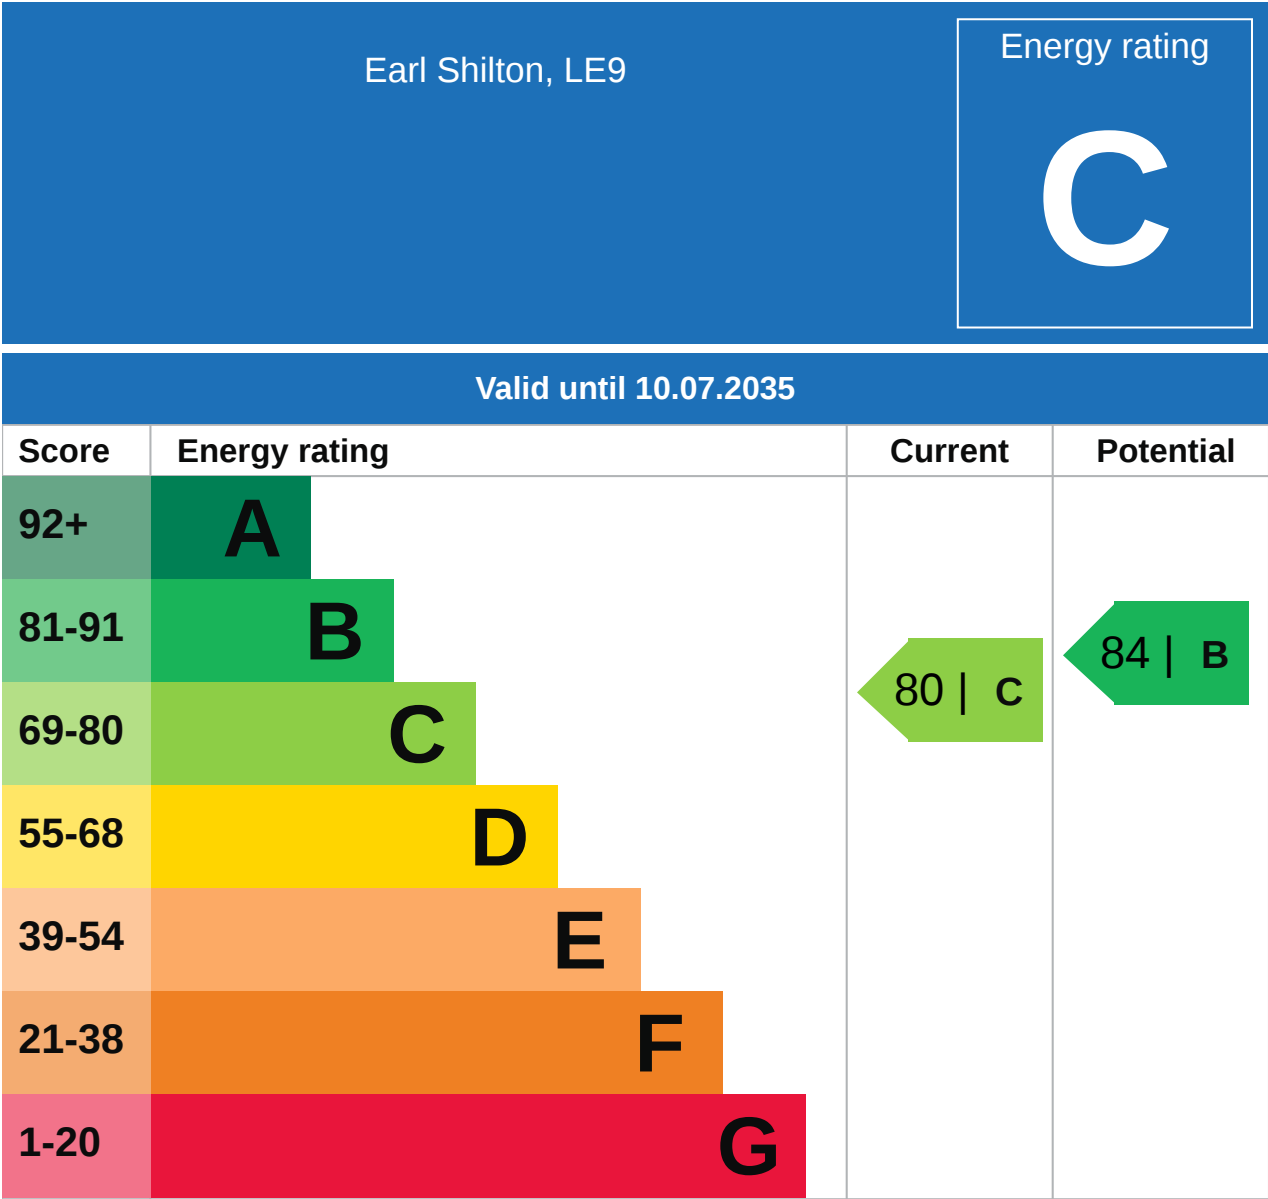 Earl Shilton, LE9
Energy rating
C
Valid until 10.07.2035
Score Energy rating Current Potential
92+ A
81-91 B
84 | B
80 | C
69-80 C
55-68 D
39-54 E
21-38 F
1-20 G